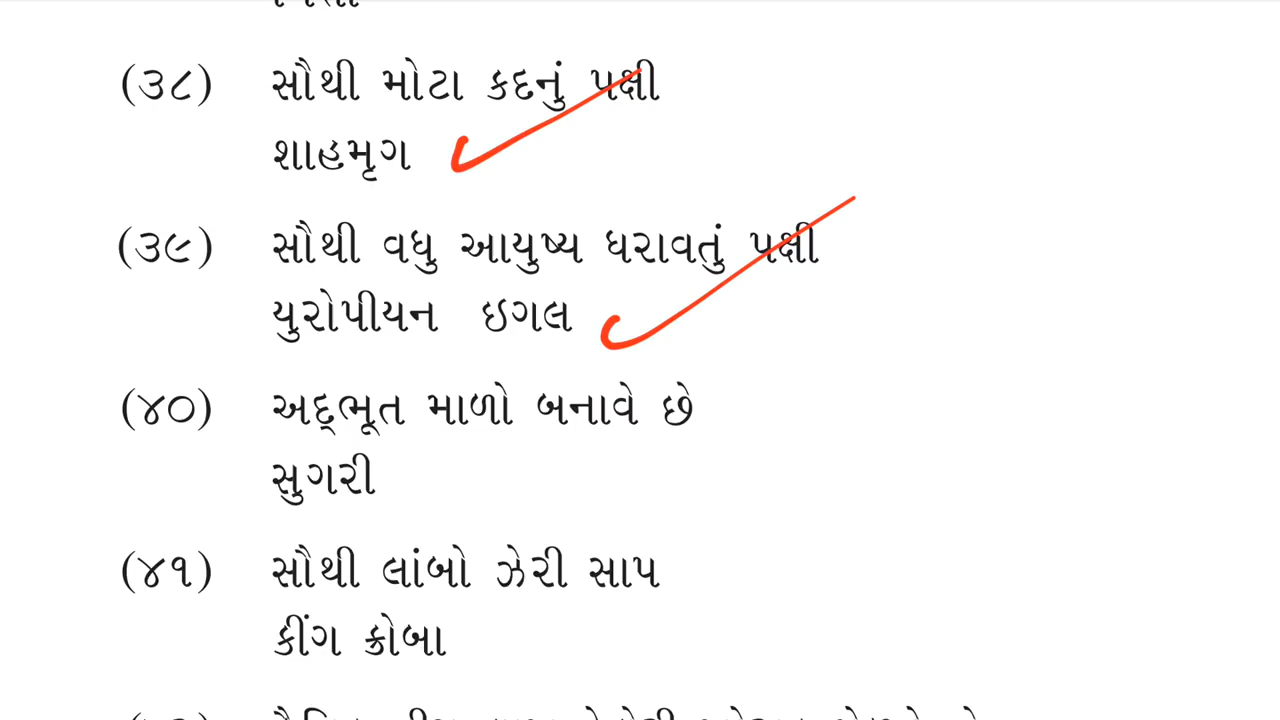 (૩૮) સૌથી મોટા કદનું પક્ષી
શાહમૃગ
(૩૯) સૌથી વધુ આયુષ્ય ધરાવતું પક્ષી
યુરોપીયન ઇગલ
(૪૦) અદ્ભૂત માળો બનાવે છે
સુગરી
(૪૧) સૌથી લાંબો ઝેરી સાપ
કીંગ ક્રોબા